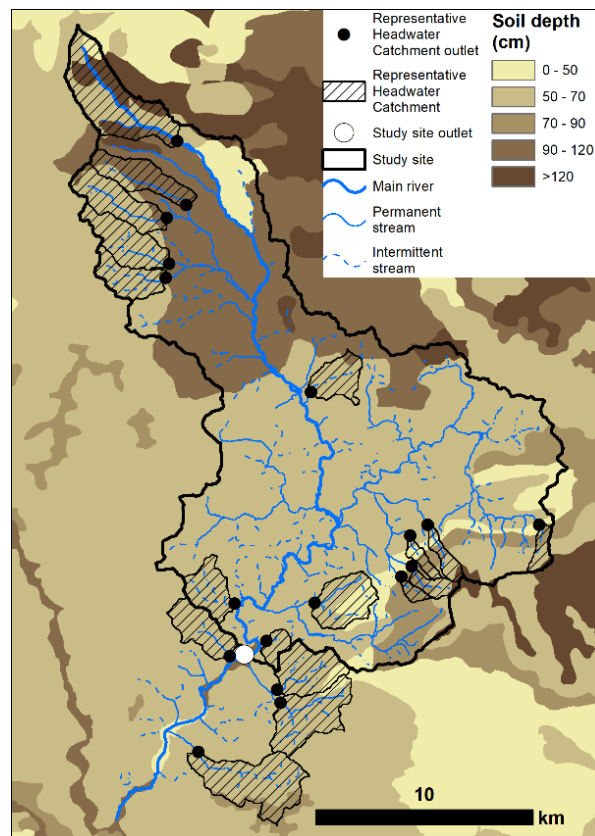 Representative
Headwater
Catchment outlet
Representative
Headwater
Catchment
Study site outlet
Study site
Main river
Permanent
stream
Intermittent
stream
Soil depth
(cm)
0 - 50
50 - 70
70 - 90
90 - 120
>120
10
km